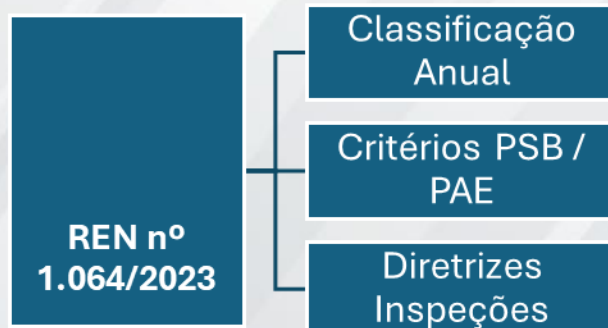 REN nº
1.064/2023
Classificação
Anual
Critérios PSB /
PAE
Diretrizes
Inspeções